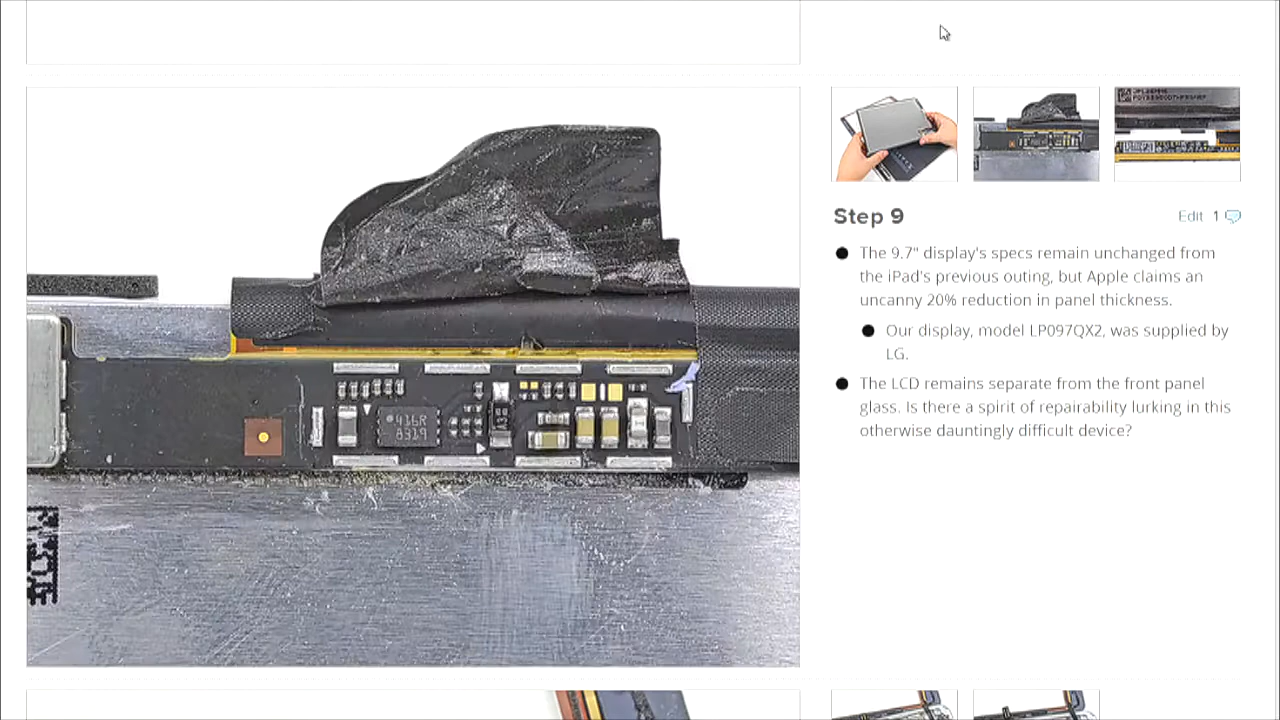 Step 9
Edit 1
The 9.7" display's specs remain unchanged from
the iPad's previous outing, but Apple claims an
uncanny 20% reduction in panel thickness.
Our display, model LP097QX2, was supplied by
LG.
The LCD remains separate from the front panel
glass. Is there a spirit of repairability lurking in this
otherwise dauntingly difficult device?
416R
8319